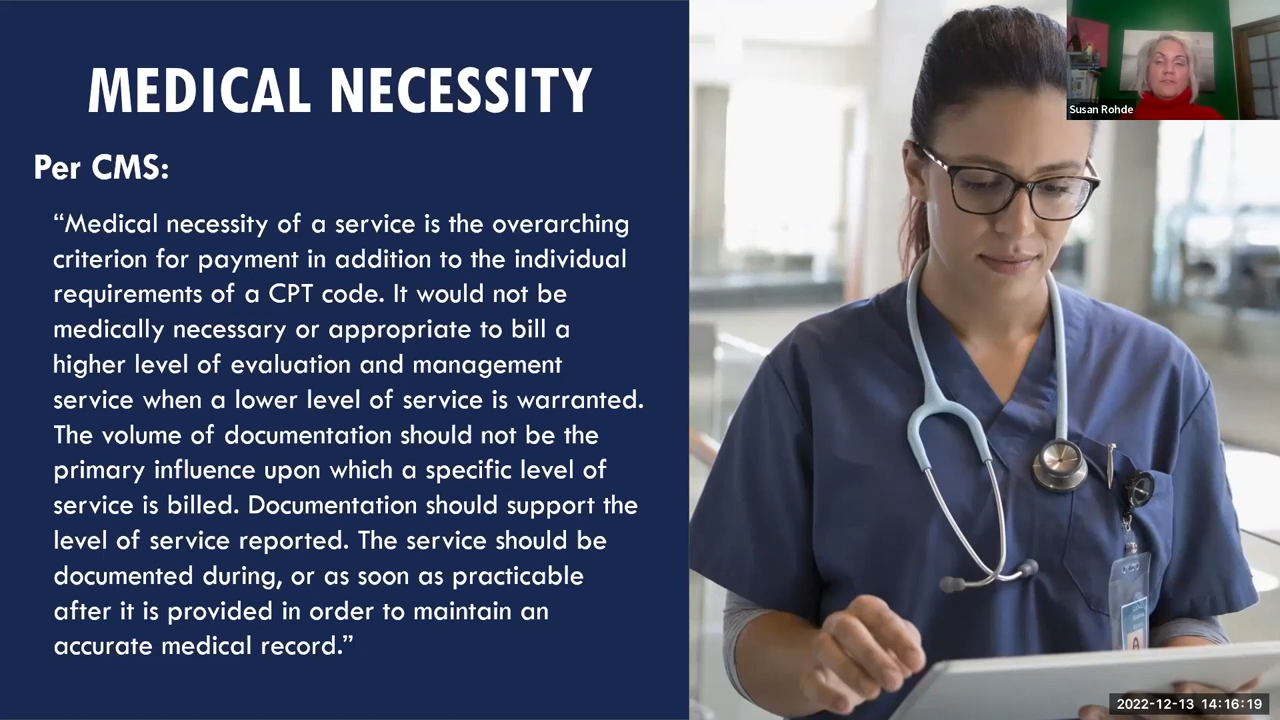 MEDICAL NECESSITY
Per CMS:
“Medical necessity of a service is the overarching
criterion for payment in addition to the individual
requirements of a CPT code. It would not be
medically necessary or appropriate to bill a
higher level of evaluation and management
service when a lower level of service is warranted.
The volume of documentation should not be the
primary influence upon which a specific level of
service is billed. Documentation should support the
level of service reported. The service should be
documented during, or as soon as practicable
after it is provided in order to maintain an
accurate medical record.”
Susan Rohde
2022-12-13 14:16:19